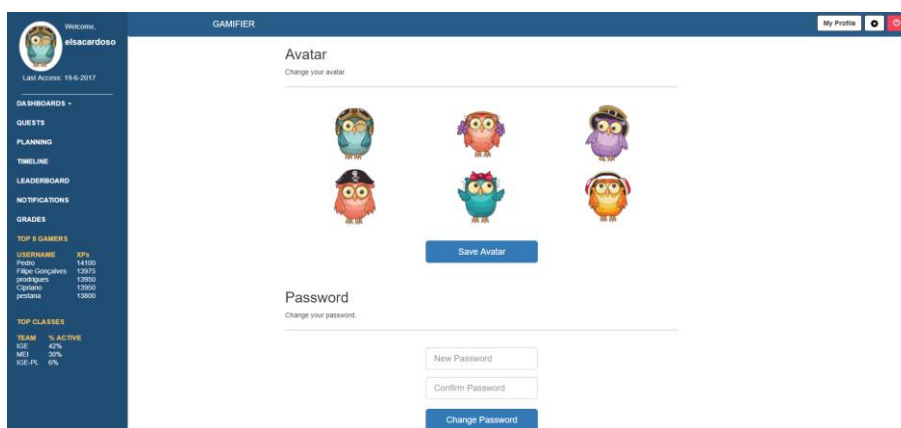 Welcome,
elsacardoso
Last Access: 19-6-2017
DASHBOARDS
QUESTS
PLANNING
TIMELINE
LEADERBOARD
NOTIFICATIONS
GRADES
TOP 5 GAMERS
USERNAME XPs
Pedro 14100
Filipe Gonçalves 13975
prodrigues 13950
Cipriano 13950
pestana 13800
TOP CLASSES
TEAM % ACTIVE
IGE 42%
MEI 30%
IGE-PL 6%
GAMIFIER
My Profile
Avatar
Change your avatar.
Save Avatar
Password
Change your password.
New Password
Confirm Password
Change Password